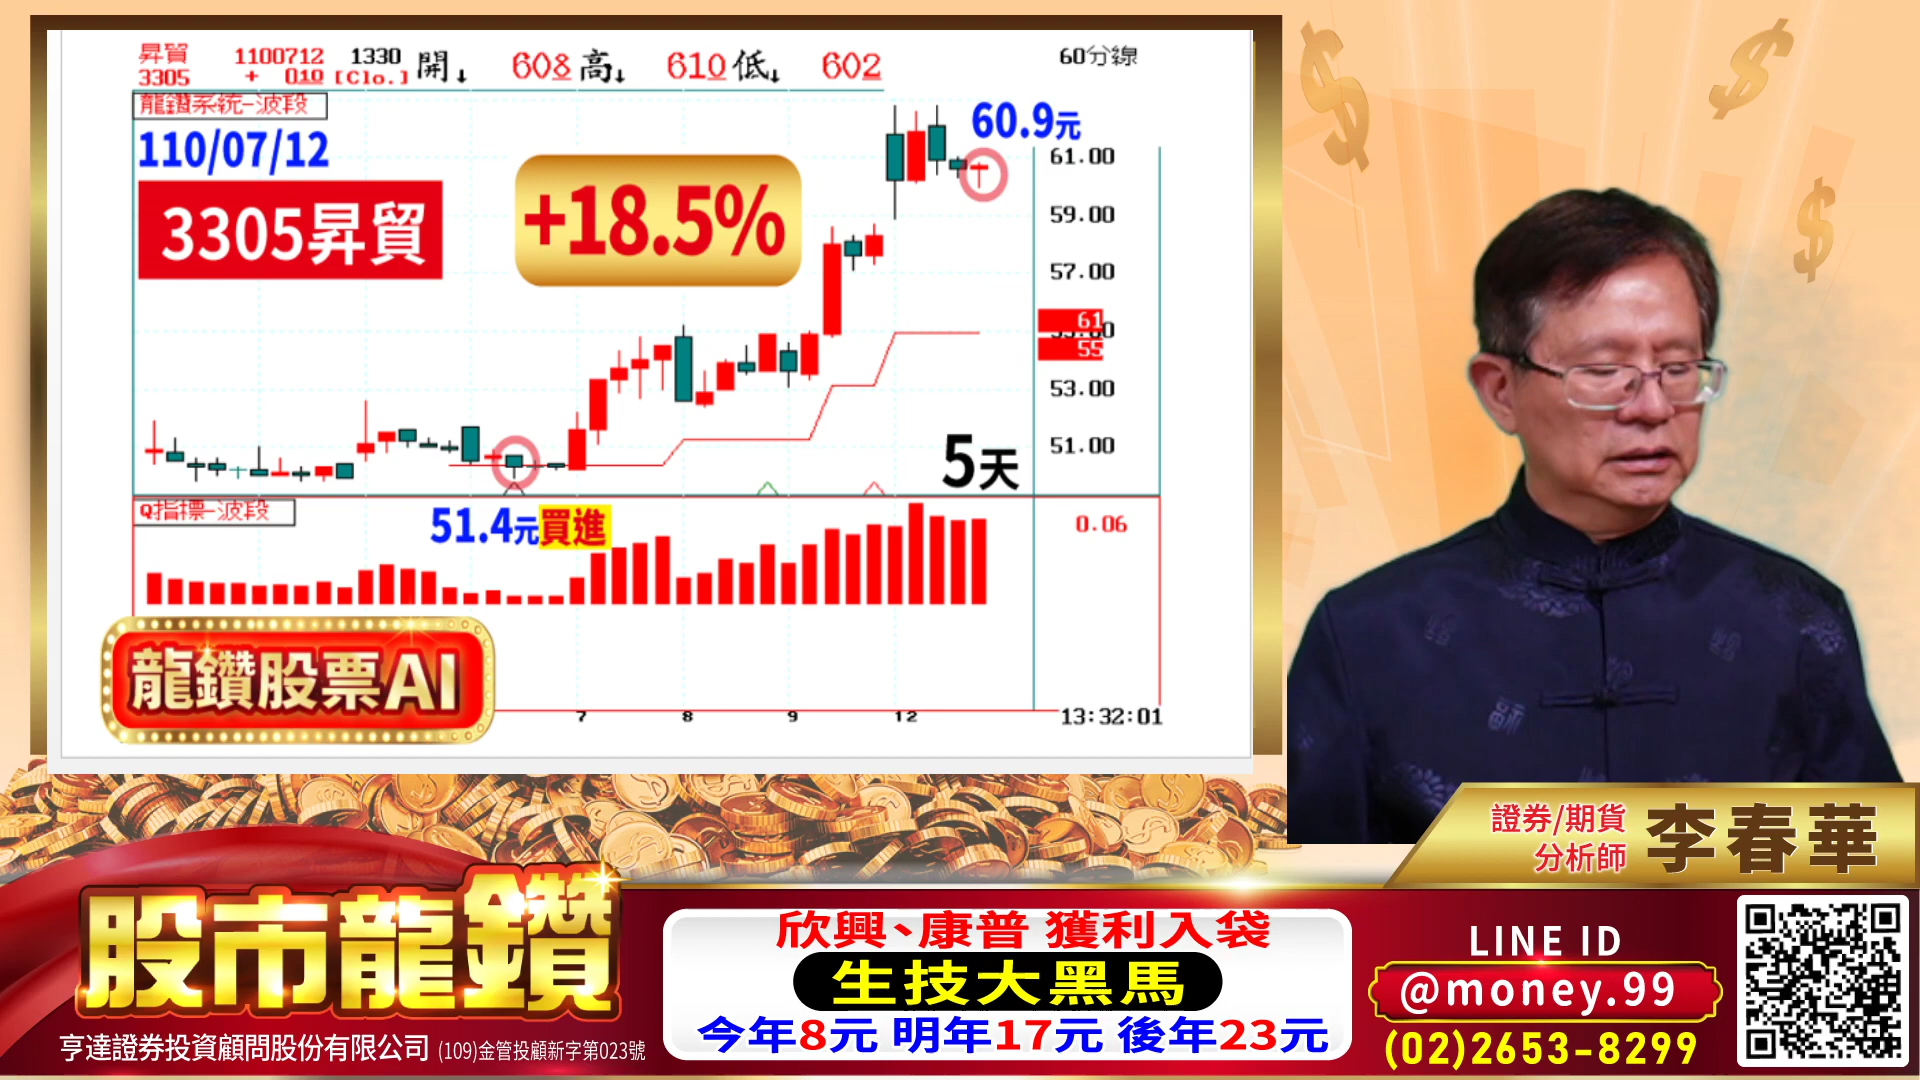 昇貿 1100712 1330 開↓ 608 高↓ 610 低↓ 602 60分線
3305 + 010 [Clo.]
龍鑽系統-波段
110/07/12
3305昇貿
+18.5%
60.9元
61.00
59.00
57.00
61
55
53.00
51.00
5天
Q指標-波段
51.4元買進
0.06
龍鑽股票AI
7 8 9 12 13:32:01
證券/期貨
分析師
李春華
股市龍鑽
亨達證券投資顧問股份有限公司 (109)金管投顧新字第023號
欣興、康普 獲利入袋
生技大黑馬
今年8元 明年17元 後年23元
LINE ID
@money.99
(02)2653-8299